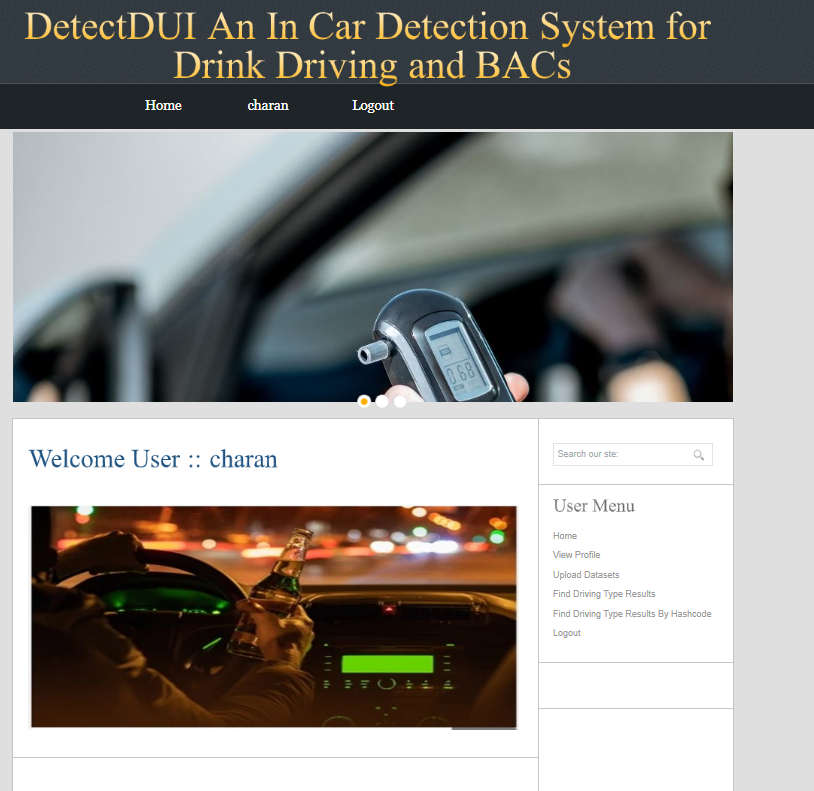 DetectDUI An In Car Detection System for
Drink Driving and BACs
Home
charan
Logout
0.68
Welcome User :: charan
Search our ste:
User Menu
Home
View Profile
Upload Datasets
Find Driving Type Results
Find Driving Type Results By Hashcode
Logout